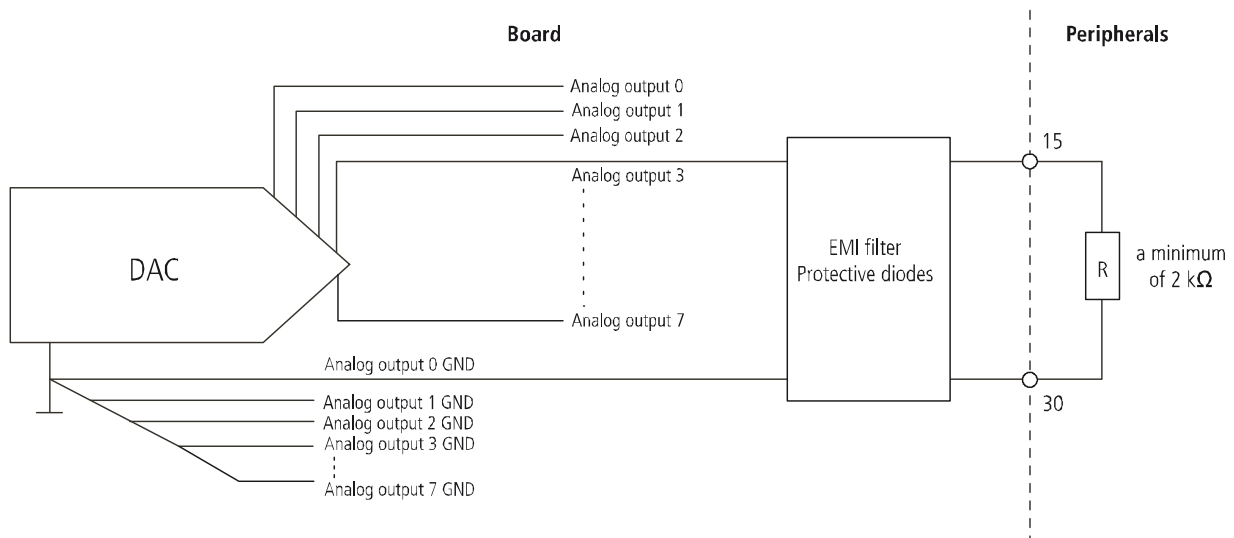 Board
Peripherals
Analog output 0
Analog output 1
Analog output 2
15
Analog output 3
DAC
EMI filter
Protective diodes
R
a minimum
of 2 kΩ
Analog output 7
Analog output 0 GND
30
Analog output 1 GND
Analog output 2 GND
Analog output 3 GND
Analog output 7 GND